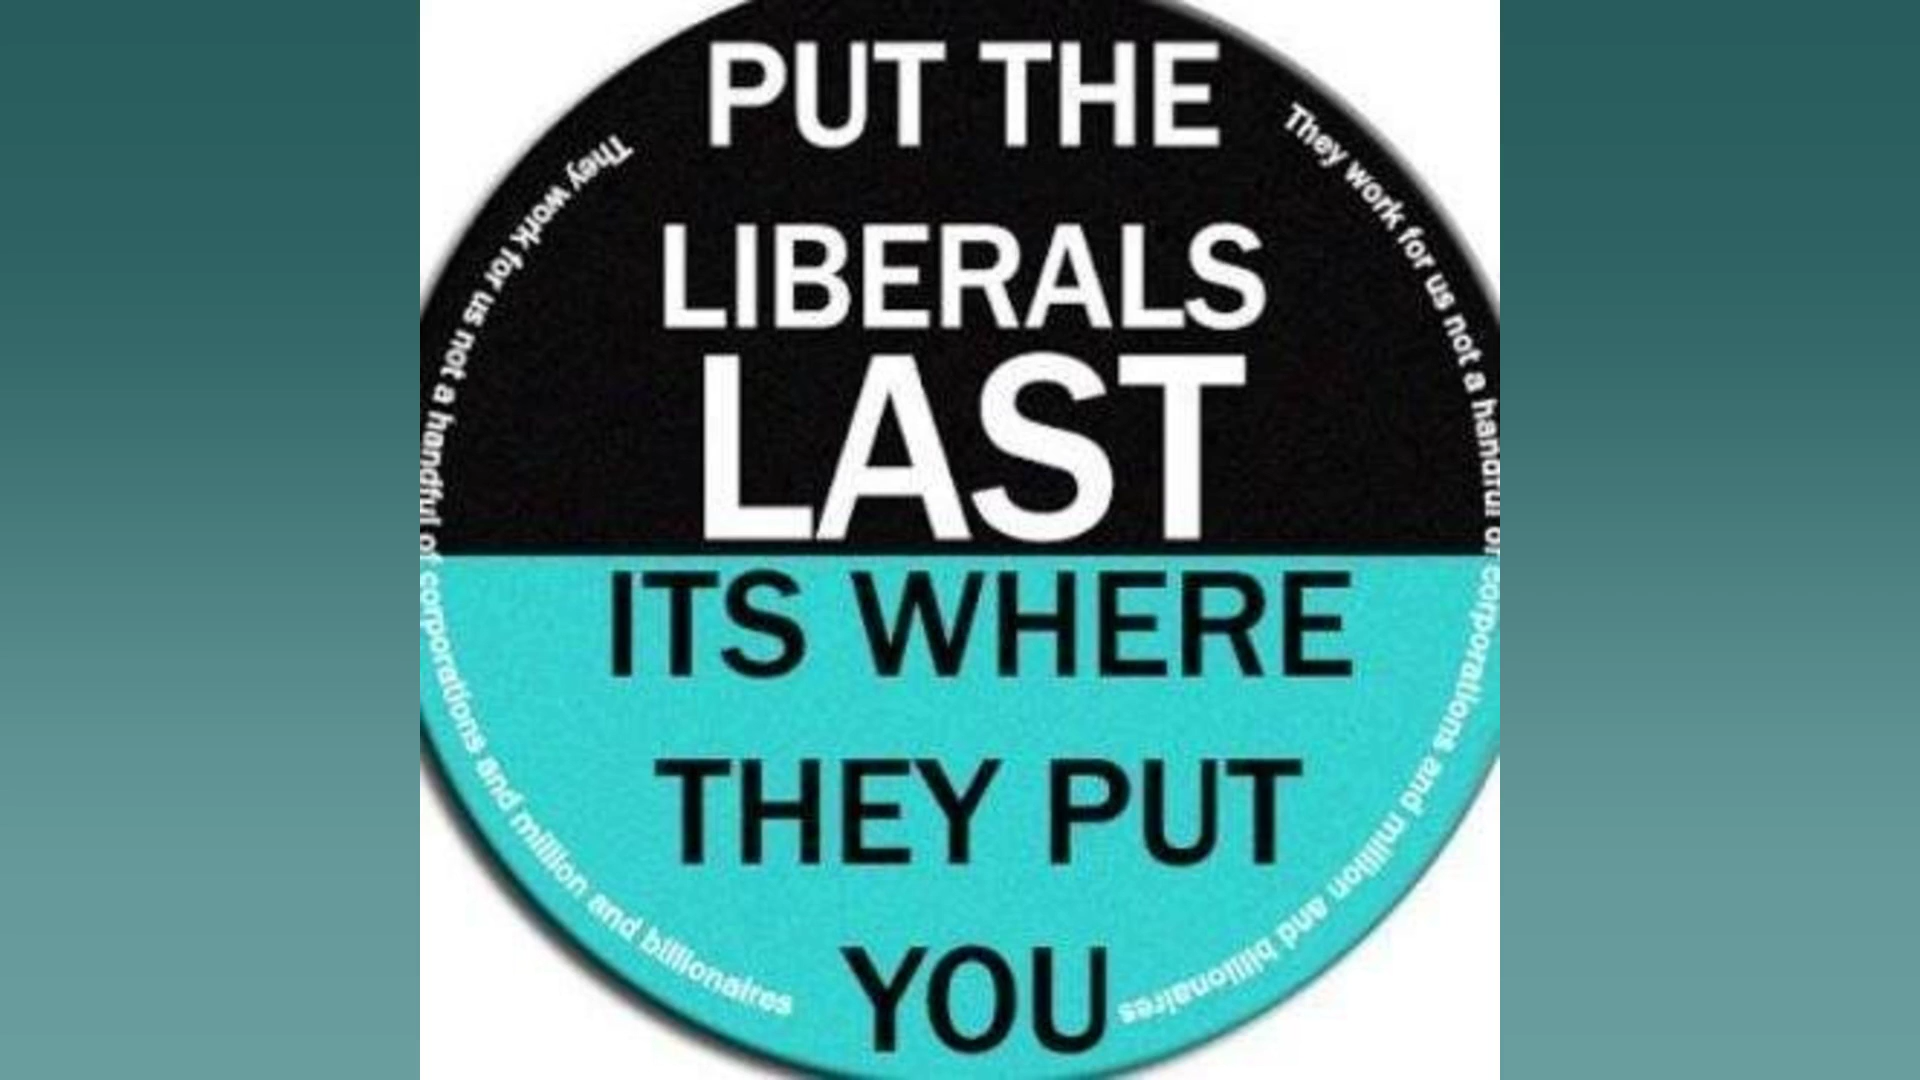 PUT THE
LIBERALS
LAST
ITS WHERE
THEY PUT
YOU
They work for us not a handful of corporations and million and billionaires
They work for us not a handful of corporations and million and billionaires